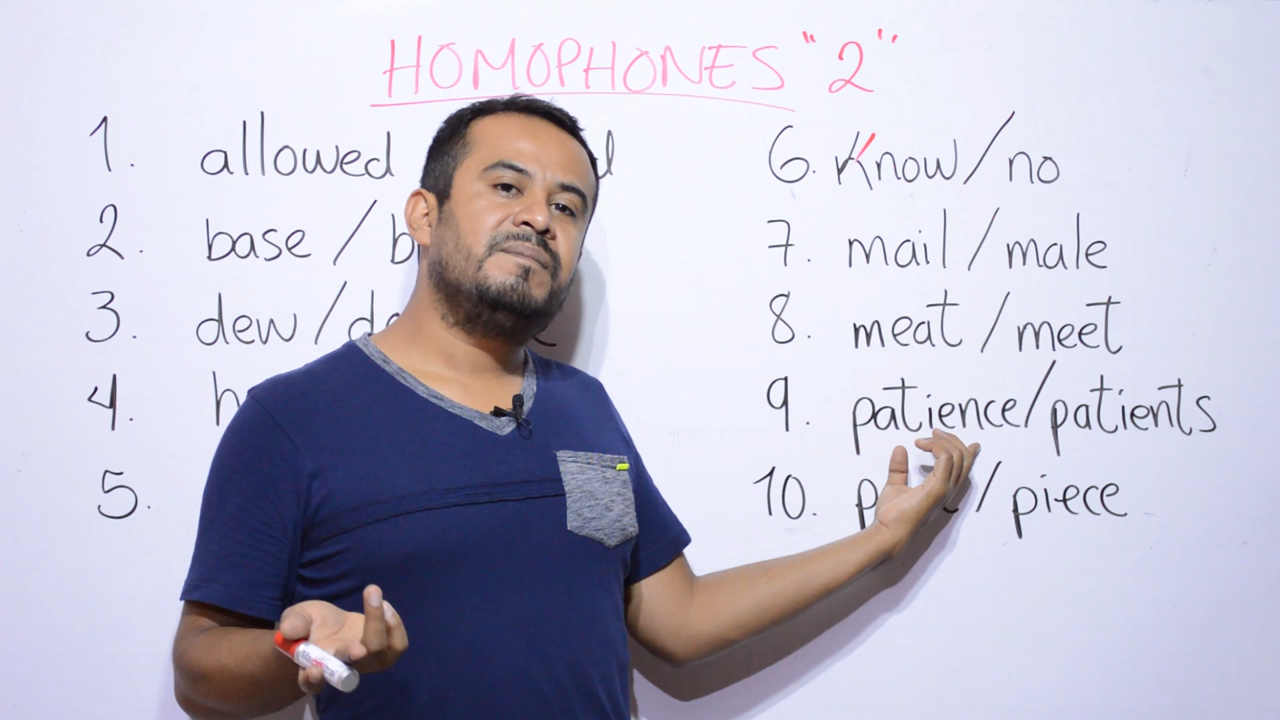 HOMOPHONES "2"
1. allowed
2. base /
3. dew /
4.
5.
6. Know / no
7. mail / male
8. meat / meet
9. patience / patients
10. / piece